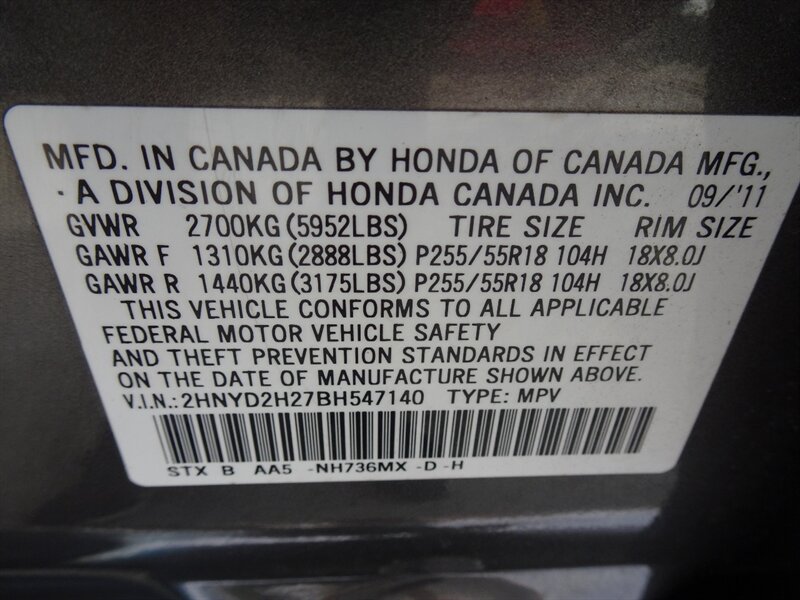 MFD. IN CANADA BY HONDA OF CANADA MFG.,
A DIVISION OF HONDA CANADA INC. 09/'11
GVWR 2700KG (5952LBS) TIRE SIZE RIM SIZE
GAWR F 1310KG (2888LBS) P255/55R18 104H 18X8.0J
GAWR R 1440KG (3175LBS) P255/55R18 104H 18X8.0J
THIS VEHICLE CONFORMS TO ALL APPLICABLE
FEDERAL MOTOR VEHICLE SAFETY
AND THEFT PREVENTION STANDARDS IN EFFECT
ON THE DATE OF MANUFACTURE SHOWN ABOVE.
V.I.N.:2HNYD2H27BH547140 TYPE: MPV
STX B AA5 -NH736MX -D -H